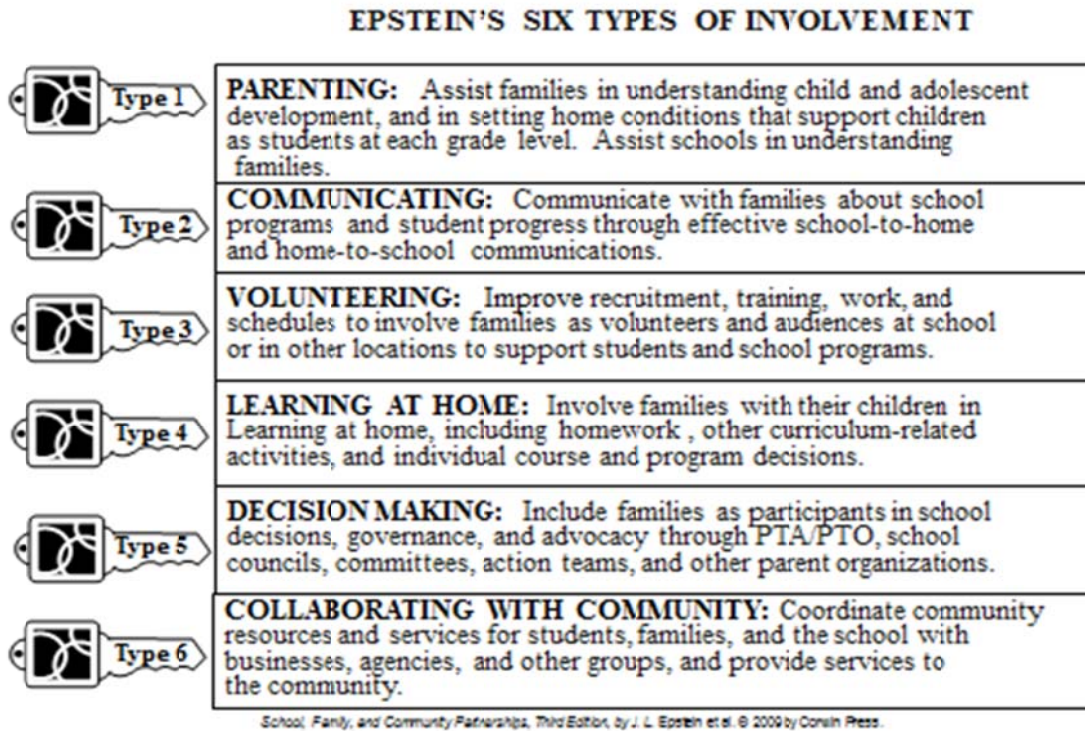 EPSTEIN'S SIX TYPES OF INVOLVEMENT
Type 1
PARENTING: Assist families in understanding child and adolescent
development, and in setting home conditions that support children
as students at each grade level. Assist schools in understanding
families.
Type 2
COMMUNICATING: Communicate with families about school
programs and student progress through effective school-to-home
and home-to-school communications.
Type 3
VOLUNTEERING: Improve recruitment, training, work, and
schedules to involve families as volunteers and audiences at school
or in other locations to support students and school programs.
Type 4
LEARNING AT HOME: Involve families with their children in
Learning at home, including homework , other curriculum-related
activities, and individual course and program decisions.
Type 5
DECISION MAKING: Include families as participants in school
decisions, governance, and advocacy through PTA/PTO, school
councils, committees, action teams, and other parent organizations.
Type 6
COLLABORATING WITH COMMUNITY: Coordinate community
resources and services for students, families, and the school with
businesses, agencies, and other groups, and provide services to
the community.
School, Family, and Community Partnerships, Third Edition, by J. L. Epstein et al. © 2009 by Corwin Press.